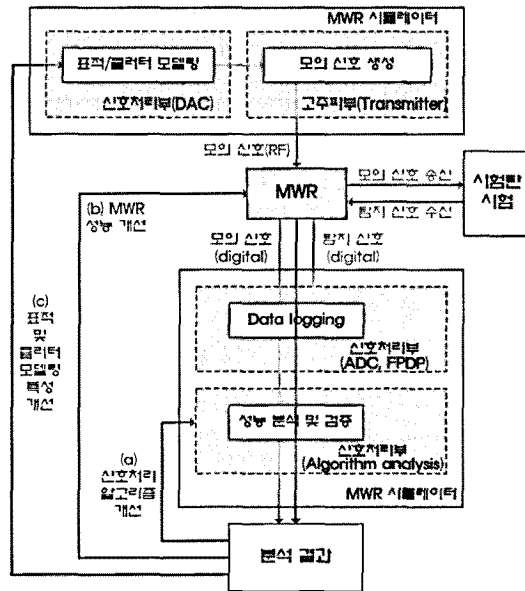 MWR 시뮬레이터
표적/클러터 모델링
모의 신호 생성
신호처리부(DAC)
고주파부(Transmitter)
모의 신호(RF)
MWR
모의 신호 송신
탐지 신호 수신
시험탄
시험
(b) MWR
성능 개선
모의 신호
(digital)
탐지 신호
(digital)
(c)
표적
및
클러터
모델링
특성
개선
Data logging
신호처리부
(ADC, FPDP)
성능 분석 및 검증
신호처리부
(Algorithm analysis)
(a)
신호처리
알고리즘
개선
MWR 시뮬레이터
분석 결과